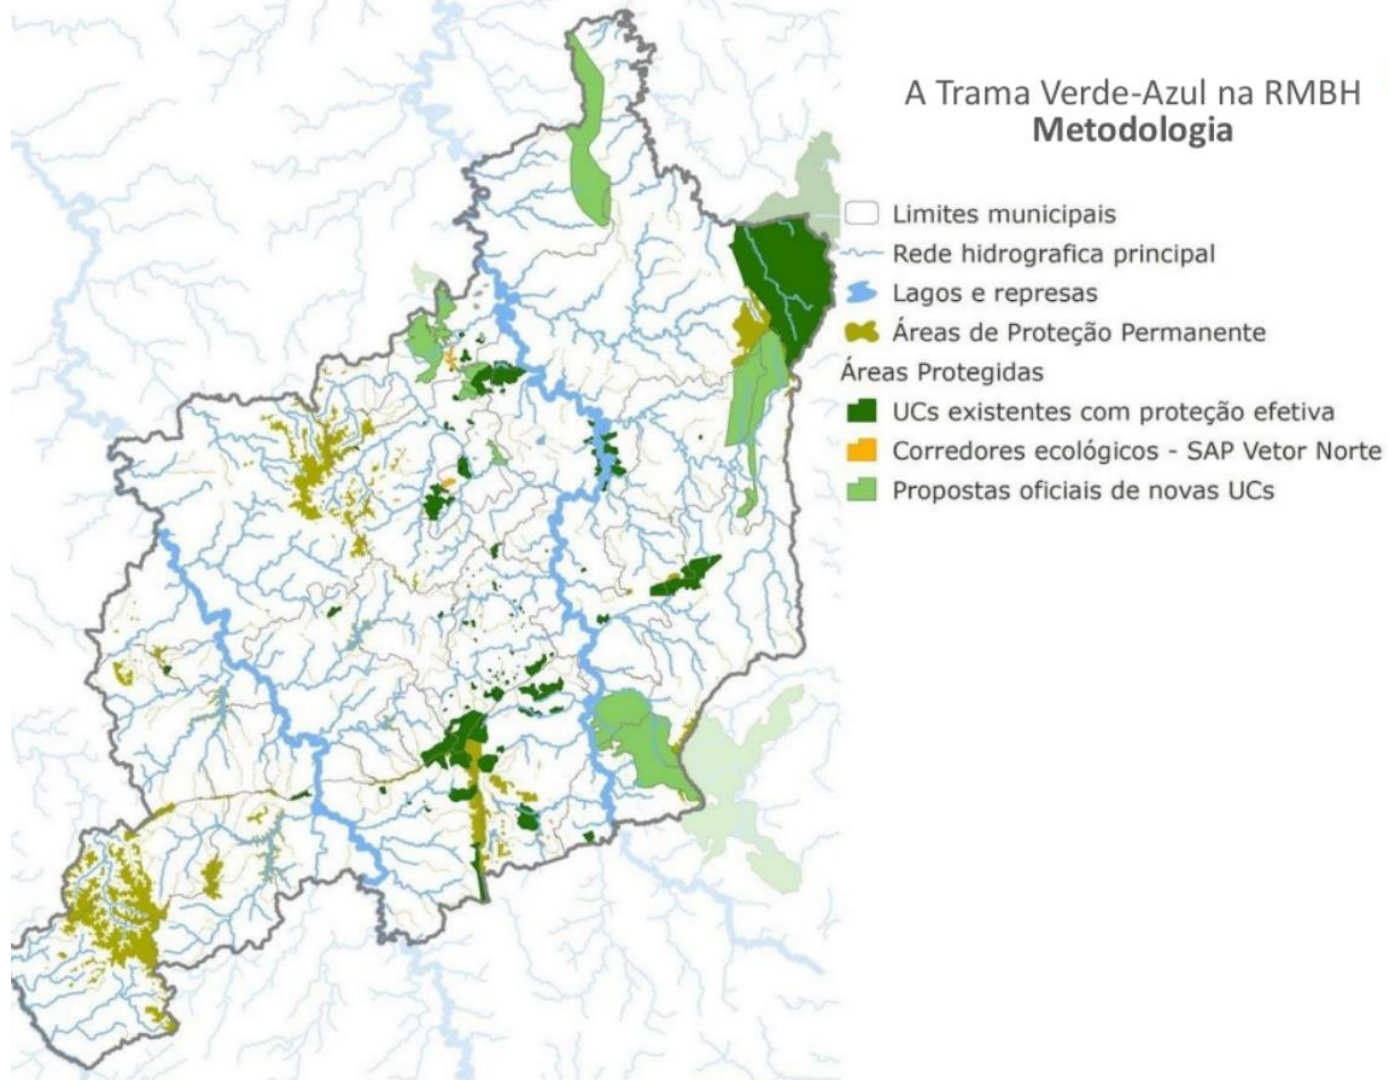 A Trama Verde-Azul na RMBH
Metodologia
Limites municipais
Rede hidrografica principal
Lagos e represas
Áreas de Proteção Permanente
Áreas Protegidas
UCs existentes com proteção efetiva
Corredores ecológicos - SAP Vetor Norte
Propostas oficiais de novas UCs